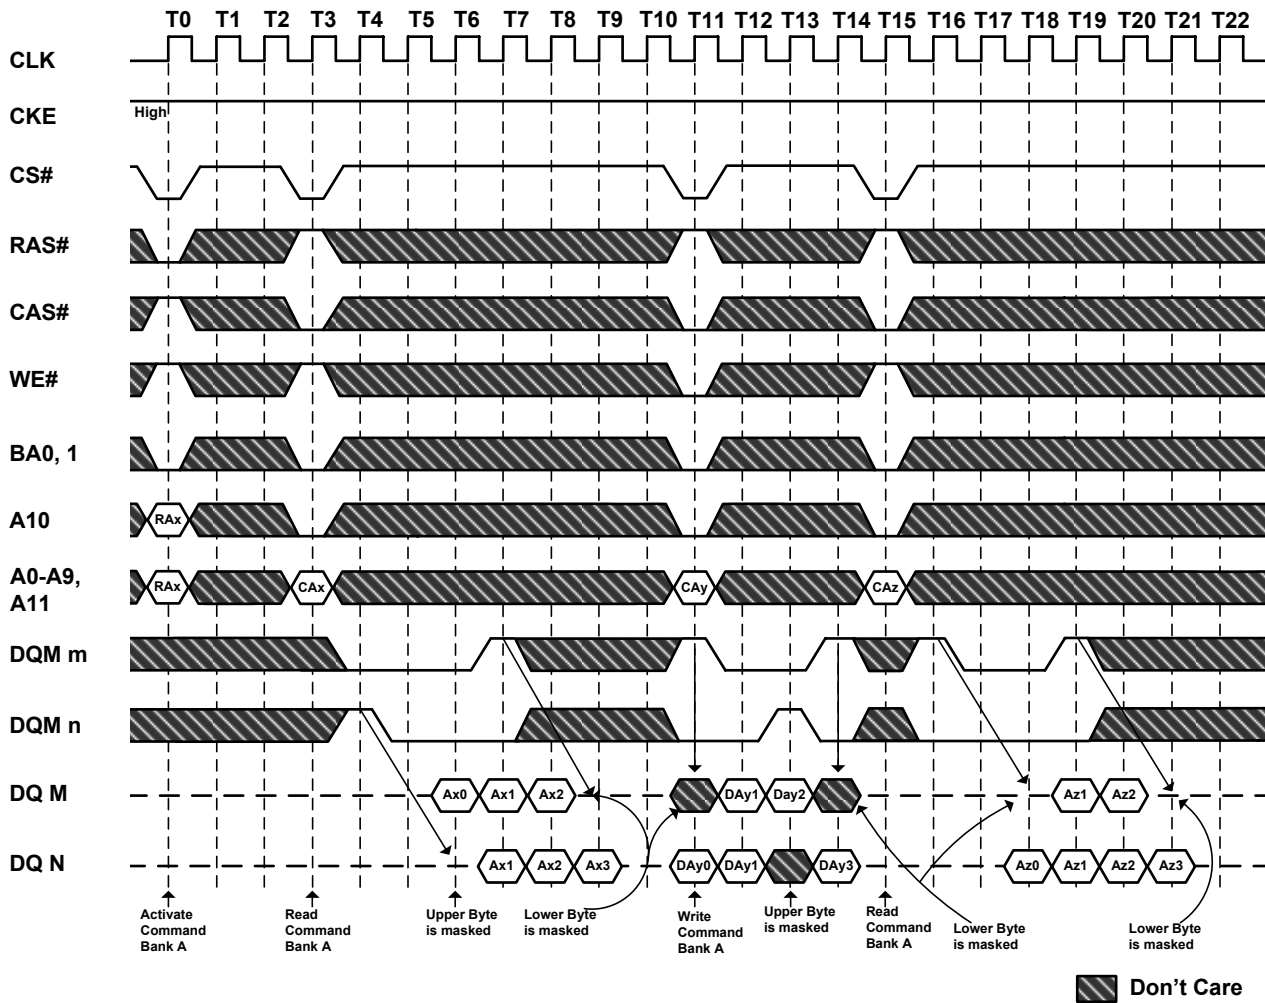 T0 T1 T2 T3 T4 T5 T6 T7 T8 T9 T10 T11 T12 T13 T14 T15 T16 T17 T18 T19 T20 T21 T22
CLK
CKE
High
CS#
RAS#
CAS#
WE#
BA0, 1
A10
RAx
A0-A9,
A11
RAx CAx CAy CAz
DQM m
DQM n
DQ M
Ax0 Ax1 Ax2 DAy1 Day2 Az1 Az2
DQ N
Ax1 Ax2 Ax3 DAy0 DAy1 DAy3 Az0 Az1 Az2 Az3
Activate
Command
Bank A
Read
Command
Bank A
Upper Byte
is masked
Lower Byte
is masked
Write
Command
Bank A
Upper Byte
is masked
Read
Command
Bank A
Lower Byte
is masked
Lower Byte
is masked
Don't Care